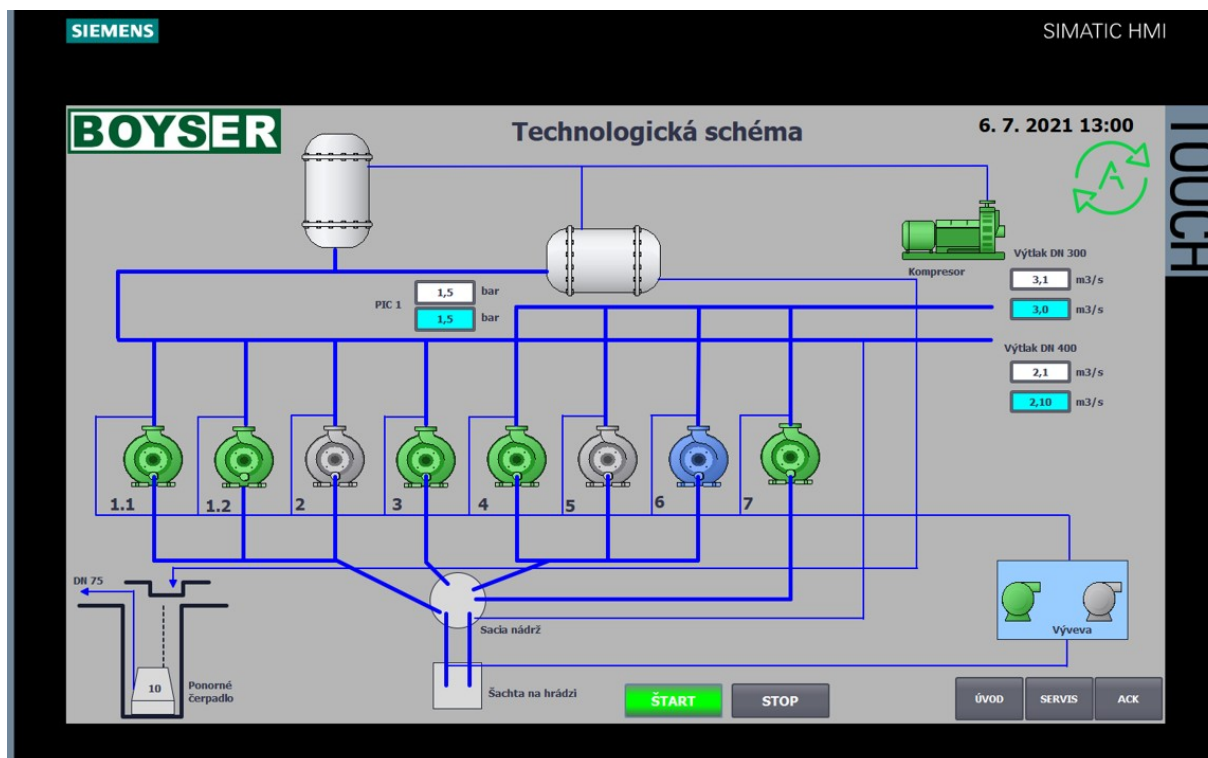 SIEMENS
SIMATIC HMI
TOUCH
BOYSER
Technologická schéma
6. 7. 2021 13:00
A
Kompresor
Výtlak DN 300
3,1 m3/s
3,0 m3/s
PIC 1
1,5 bar
1,5 bar
Výtlak DN 400
2,1 m3/s
2,10 m3/s
1.1
1.2
2
3
4
5
6
7
DN 75
10
Ponorné
čerpadlo
Sacia nádrž
Šachta na hrádzi
Výveva
ŠTART
STOP
ÚVOD
SERVIS
ACK